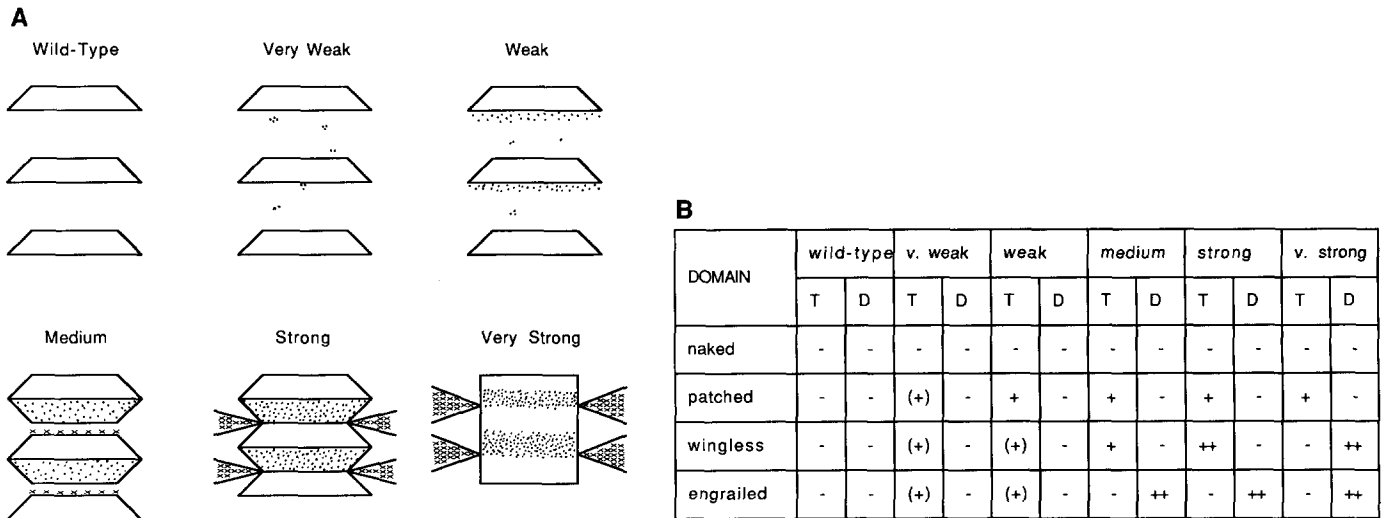 A
Wild-Type Very Weak Weak
Medium Strong Very Strong
B
DOMAIN wild-type v. weak weak medium strong v. strong
T D T D T D T D T D T D
naked - - - - - - - - - - - -
patched - - (+) - + - + - + - + -
wingless - - (+) - (+) - + - ++ - - ++
engrailed - - (+) - (+) - - ++ - ++ - ++